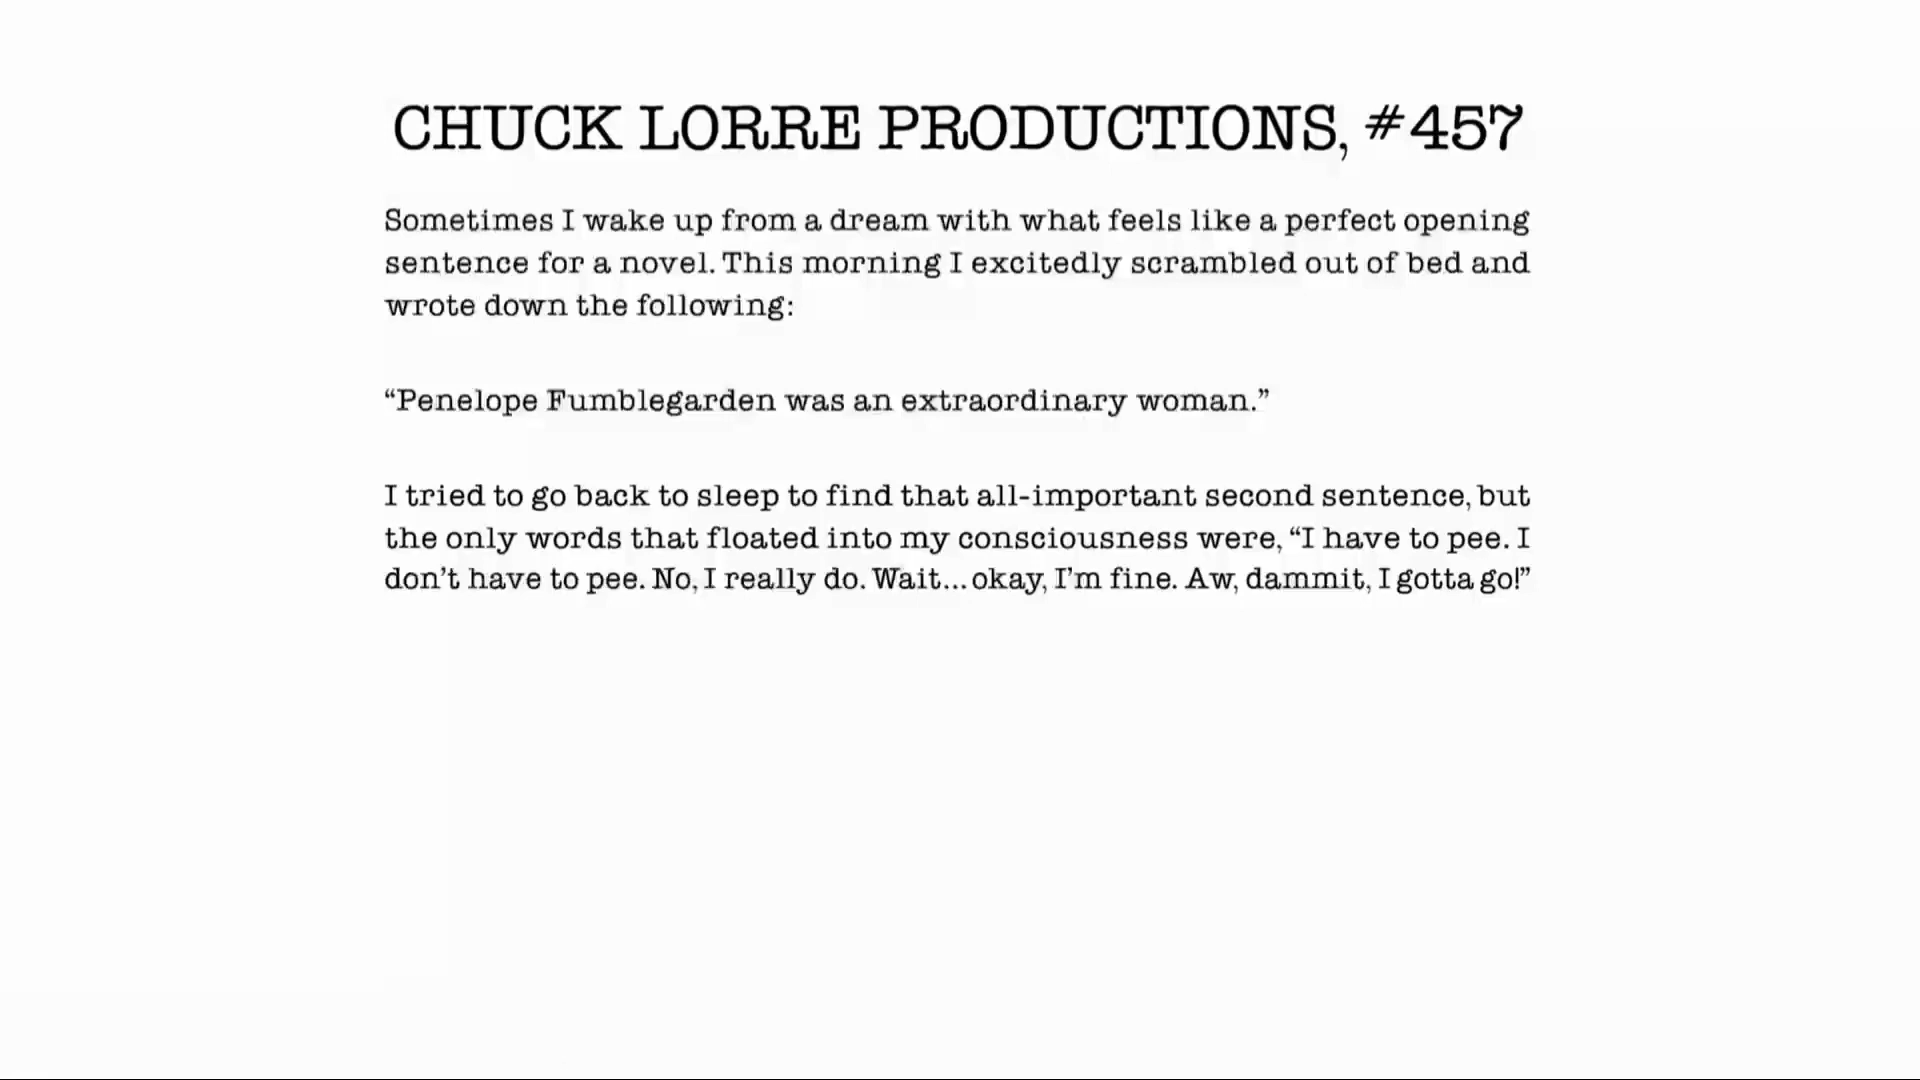 CHUCK LORRE PRODUCTIONS, #457
Sometimes I wake up from a dream with what feels like a perfect opening
sentence for a novel. This morning I excitedly scrambled out of bed and
wrote down the following:
“Penelope Fumblegarden was an extraordinary woman.”
I tried to go back to sleep to find that all-important second sentence, but
the only words that floated into my consciousness were, “I have to pee. I
don’t have to pee. No, I really do. Wait... okay, I’m fine. Aw, dammit, I gotta go!”